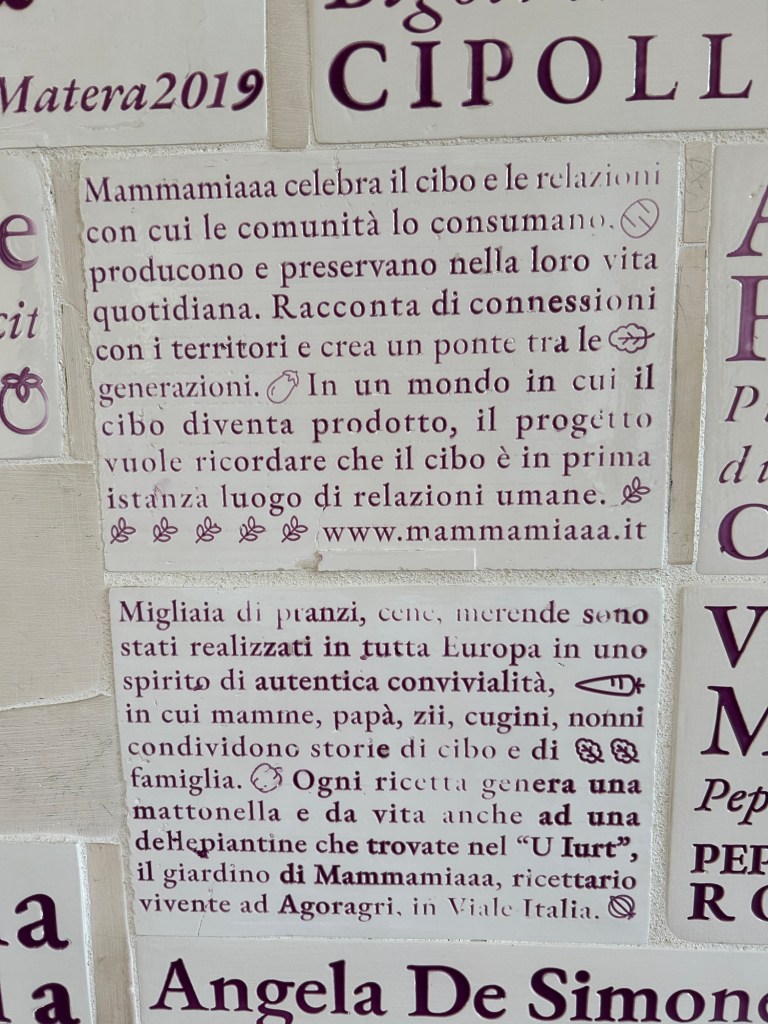 Matera2019
CIPOLL
Mammamiaaa celebra il cibo e le relazioni
con cui le comunità lo consumano.
producono e preservano nella loro vita
quotidiana. Racconta di connessioni
con i territori e crea un ponte tra le
generazioni. In un mondo in cui il
cibo diventa prodotto, il progetto
vuole ricordare che il cibo è in prima
istanza luogo di relazioni umane.
www.mammamiaaa.it
Migliaia di pranzi, cene, merende sono
stati realizzati in tutta Europa in uno
spirito di autentica convivialità,
in cui mamme, papà, zii, cugini, nonni
condividono storie di cibo e di
famiglia. Ogni ricetta genera una
mattonella e da vita anche ad una
delle piantine che trovate nel “U Iurt”,
il giardino di Mammamiaaa, ricettario
vivente ad Agoragri, in Viale Italia.
Pep
PEP
Angela De Simone